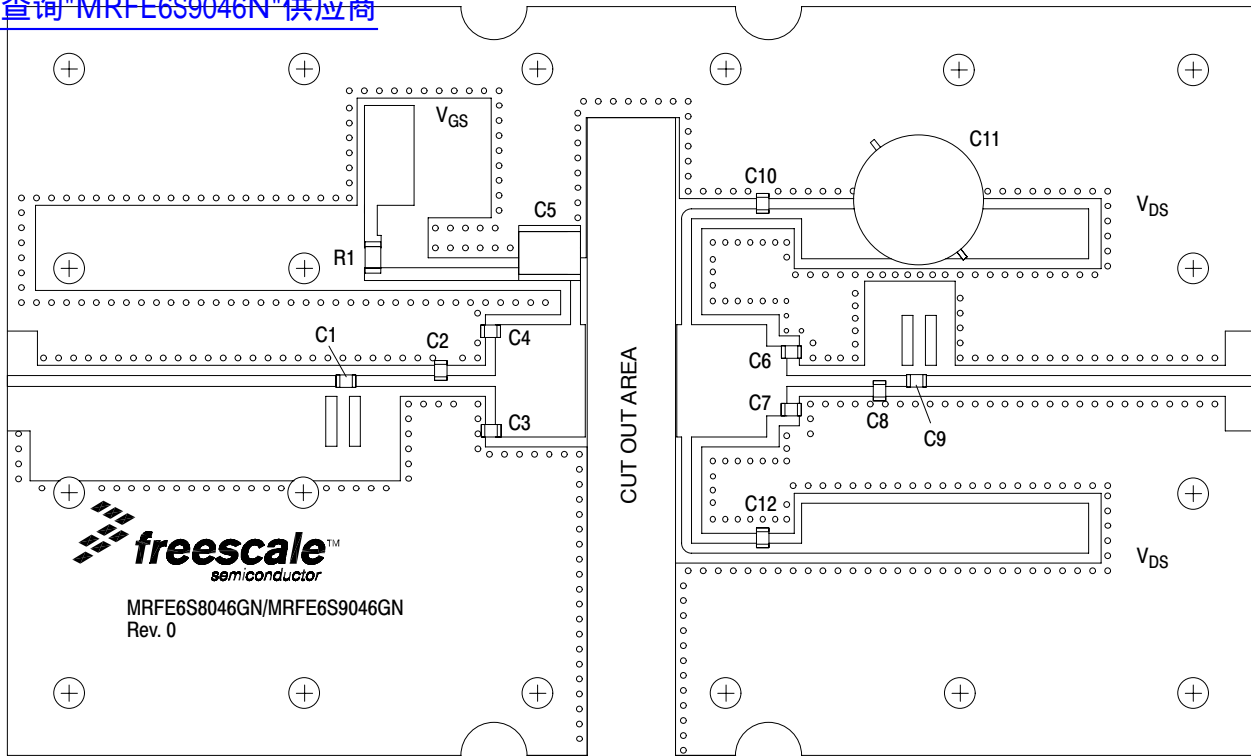 查询"MRFE6S9046N"供应商
VGS
C11
C10
C5
VDS
R1
C1
C2
C4
C6
C3
C7
C8
C9
CUT OUT AREA
C12
freescale™
semiconductor
VDS
MRFE6S8046GN/MRFE6S9046GN
Rev. 0